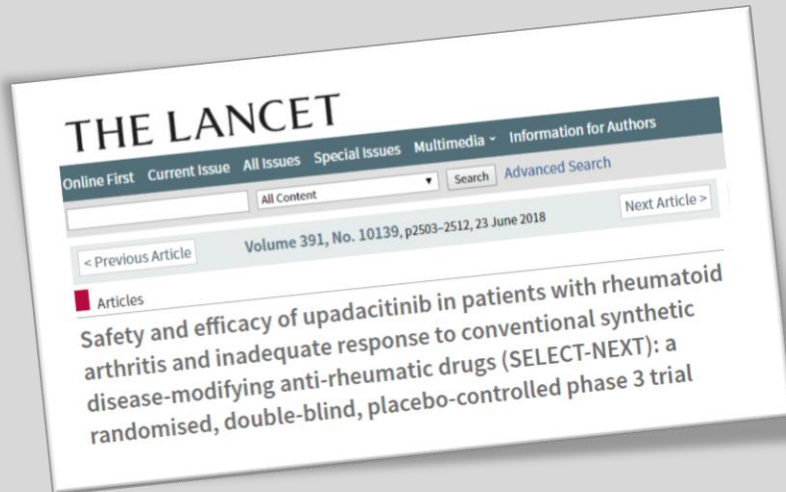 THE LANCET
Online First Current Issue All Issues Special Issues Multimedia Information for Authors
All Content Search Advanced Search
< Previous Article Volume 391, No. 10139, p2503-2512, 23 June 2018 Next Article >
Articles
Safety and efficacy of upadacitinib in patients with rheumatoid
arthritis and inadequate response to conventional synthetic
disease-modifying anti-rheumatic drugs (SELECT-NEXT): a
randomised, double-blind, placebo-controlled phase 3 trial